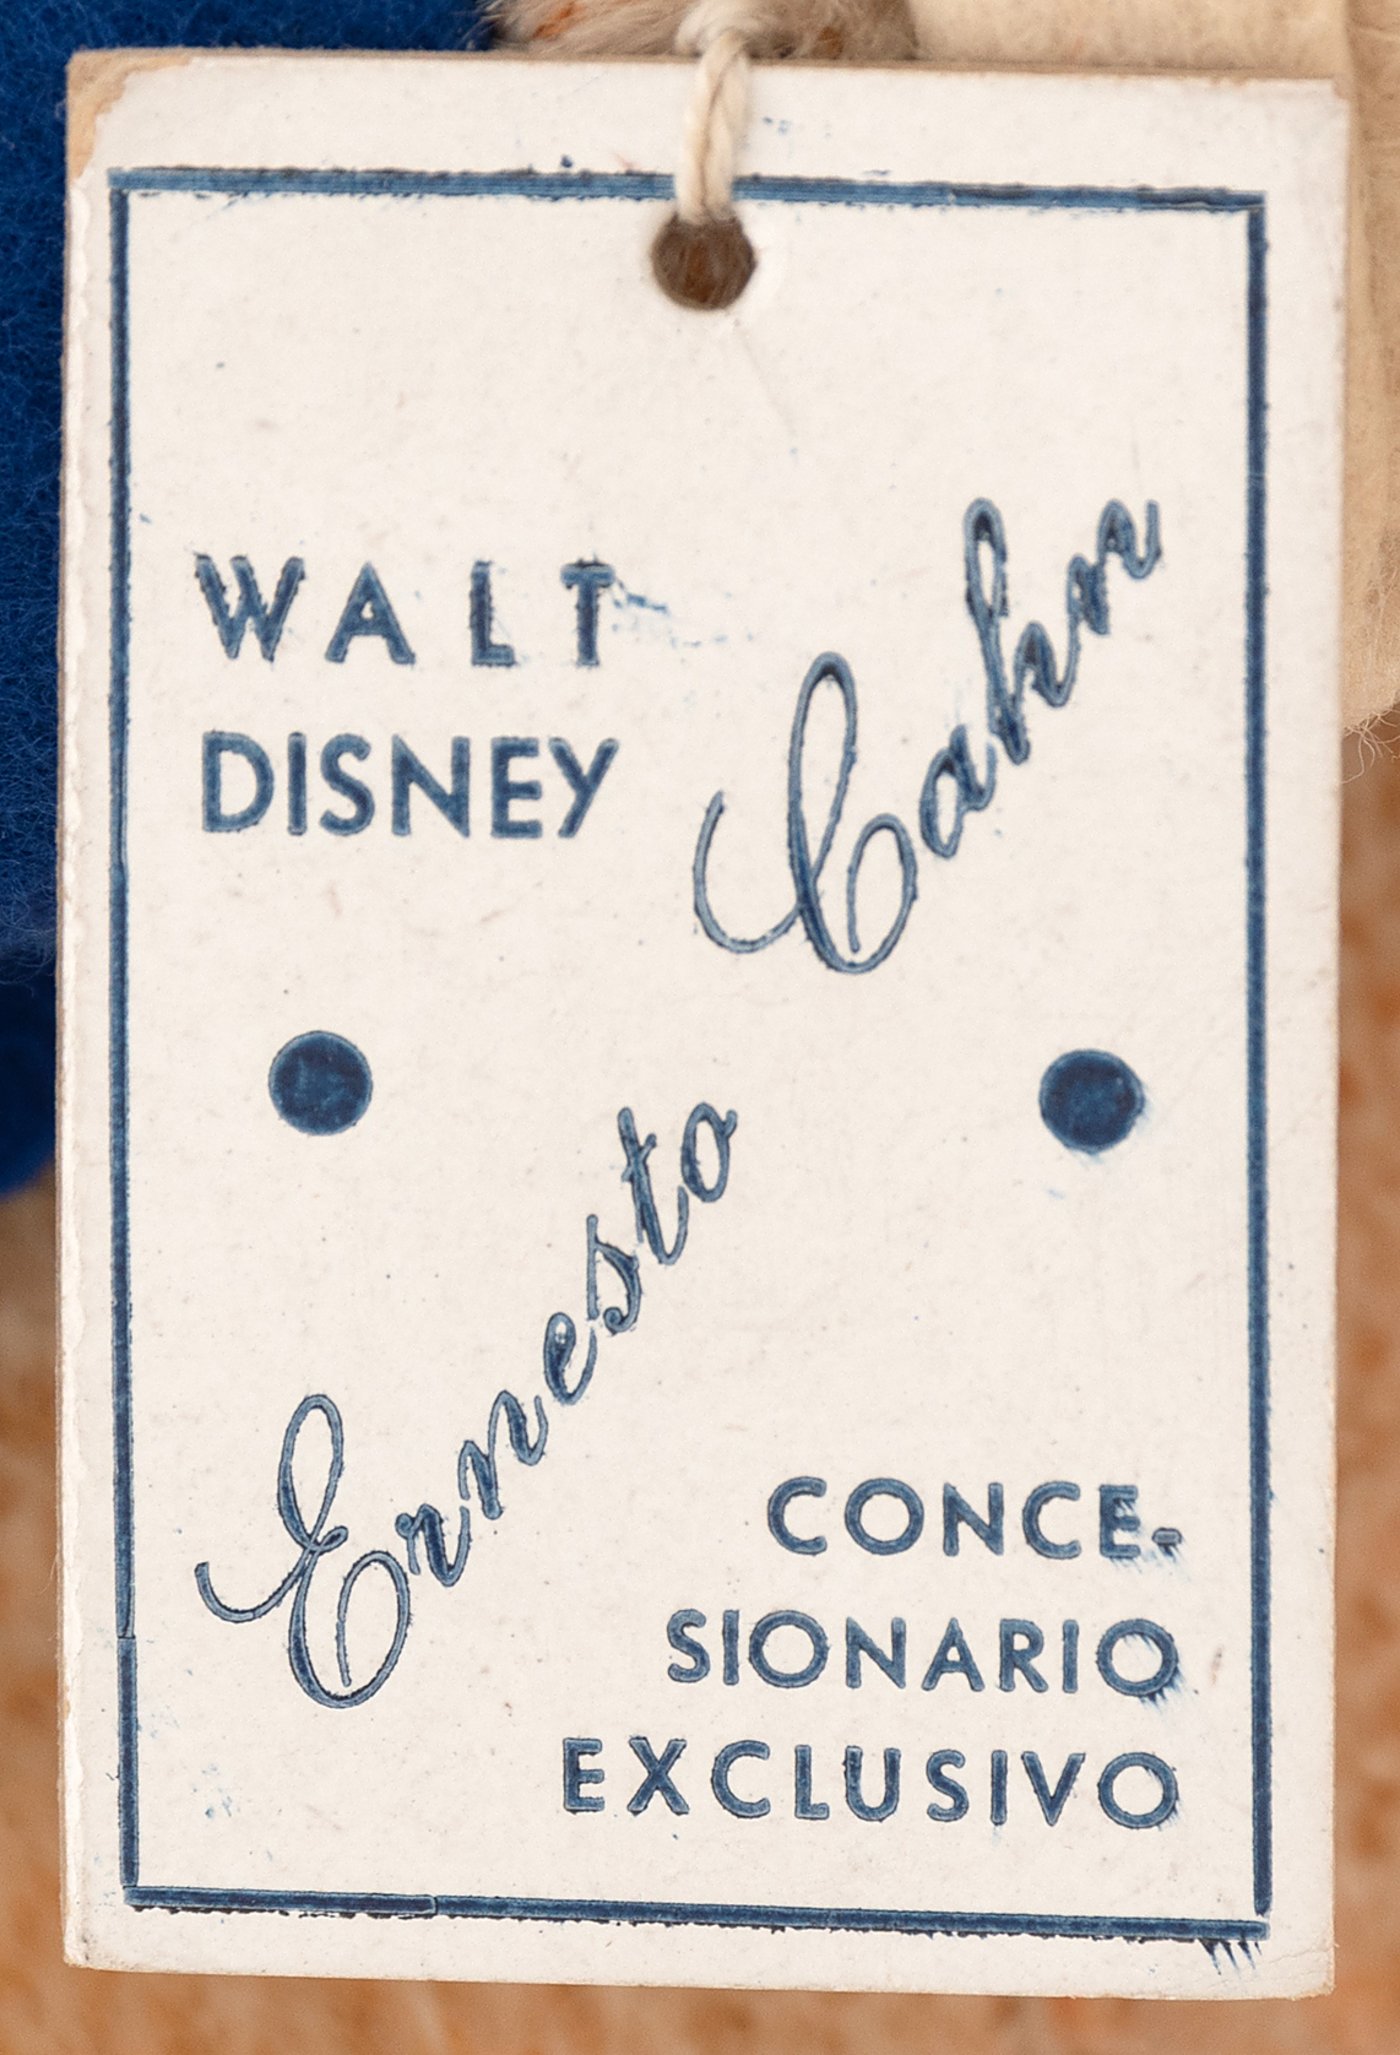 WALT
DISNEY
Ernesto Cahn
CONCE-
SIONARIO
EXCLUSIVO